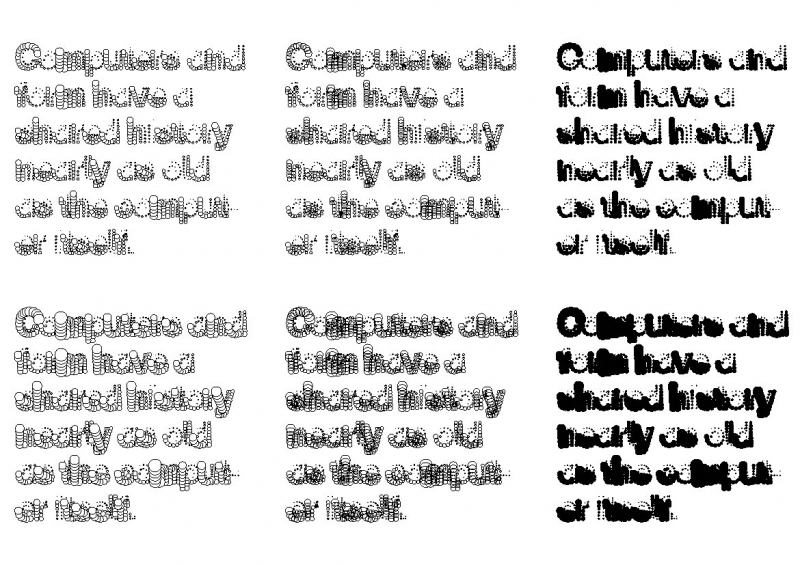 Computers and
form have a
shared history
nearly as old
as the comput-
er itself.
Computers and
form have a
shared history
nearly as old
as the comput-
er itself.
Computers and
form have a
shared history
nearly as old
as the comput-
er itself.
Computers and
form have a
shared history
nearly as old
as the comput-
er itself.
Computers and
form have a
shared history
nearly as old
as the comput-
er itself.
Computers and
form have a
shared history
nearly as old
as the comput-
er itself.